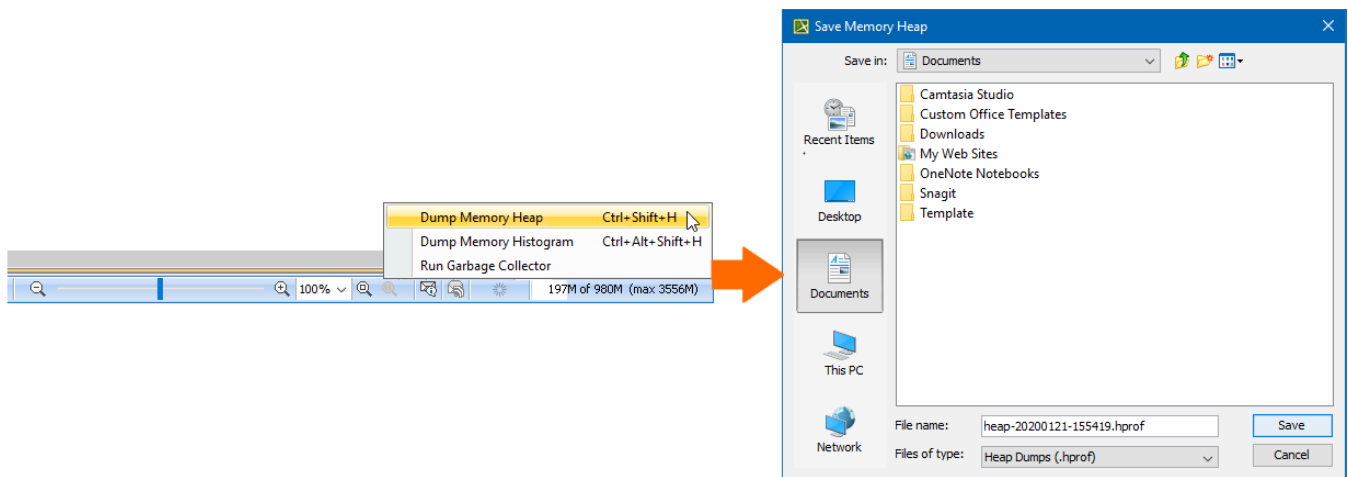 Dump Memory Heap Ctrl+Shift+H
Dump Memory Histogram Ctrl+Alt+Shift+H
Run Garbage Collector
100%
197M of 980M (max 3556M)
Save Memory Heap
Save in: Documents
Recent Items
Desktop
Documents
This PC
Network
Camtasia Studio
Custom Office Templates
Downloads
My Web Sites
OneNote Notebooks
Snagit
Template
File name: heap-20200121-155419.hprof Save
Files of type: Heap Dumps (.hprof) Cancel